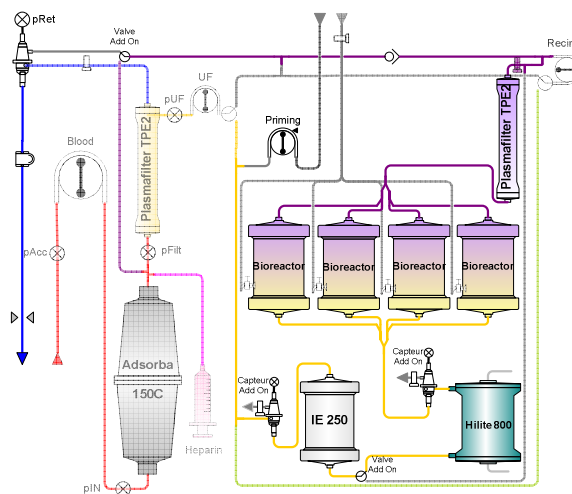 pRet
Valve
Add On
Recir
UF
pUF
Plasmafilter TPE2
Plasmafilter TPE2
Priming
Blood
pAcc
pFilt
Bioreactor
Bioreactor
Bioreactor
Bioreactor
Adsorba
150C
Heparin
Capteur
Add On
Capteur
Add On
IE 250
Hilite 800
Valve
Add On
pIN